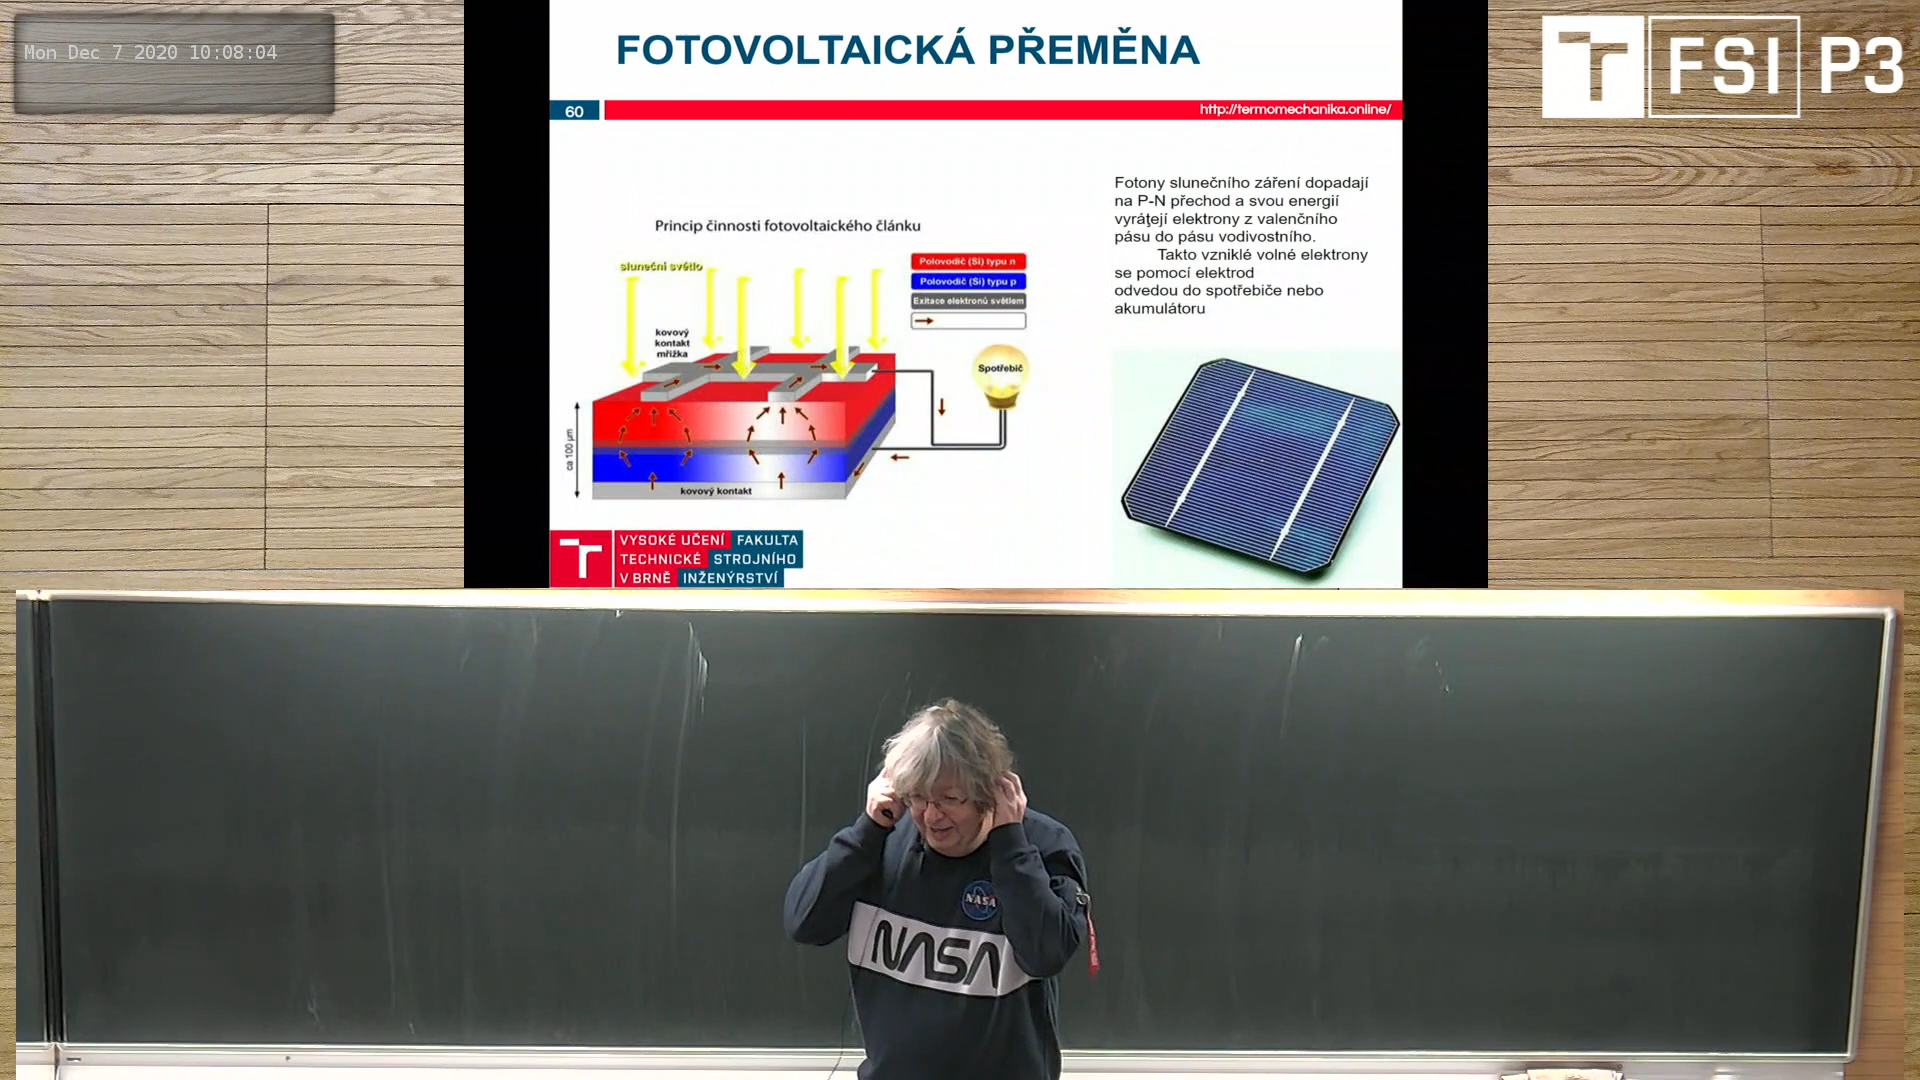 Mon Dec 7 2020 10:08:04
FOTOVOLTAICKÁ PŘEMĚNA
FSI P3
60
http://termomechanika.online/
Fotony slunečního záření dopadají
na P-N přechod a svou energií
vyrátejí elektrony z valenčního
pásu do pásu vodivostního.
Takto vzniklé volné elektrony
se pomocí elektrod
odvedou do spotřebiče nebo
akumulátoru
Princip činnosti fotovoltaického článku
sluneční světlo
Polovodič (Si) typu n
Polovodič (Si) typu p
Exitace elektronů světlem
kovový
kontakt
mřižka
Spotřebič
ca 100 µm
kovový kontakt
VYSOKÉ UČENÍ FAKULTA
TECHNICKÉ STROJNÍHO
V BRNĚ INŽENÝRSTVÍ
NASA
NASA